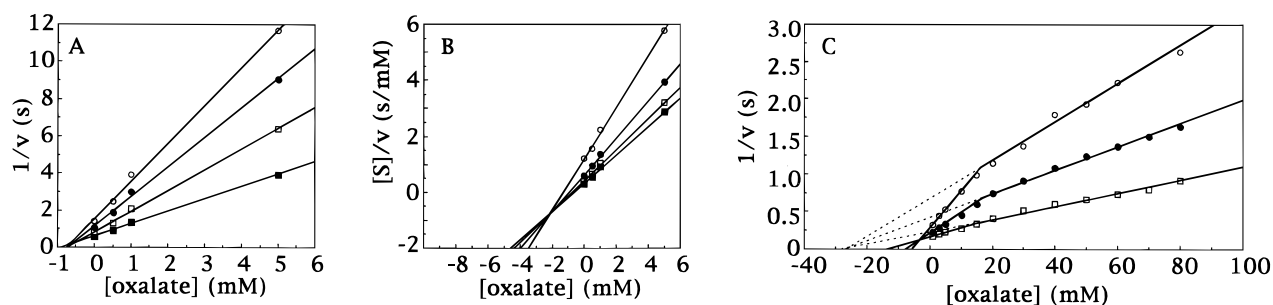 A
12
10
8
6
4
2
0
1/v (s)
-1 0 1 2 3 4 5 6
[oxalate] (mM)
B
6
4
2
0
-2
[S]/v (s/mM)
-8 -6 -4 -2 0 2 4 6
[oxalate] (mM)
C
3.0
2.5
2.0
1.5
1.0
0.5
0
1/v (s)
-40 -20 0 20 40 60 80 100
[oxalate] (mM)